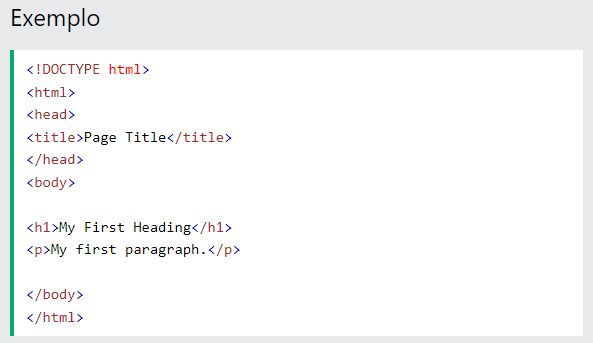 Exemplo
<!DOCTYPE html>
<html>
<head>
<title>Page Title</title>
</head>
<body>
<h1>My First Heading</h1>
<p>My first paragraph.</p>
</body>
</html>